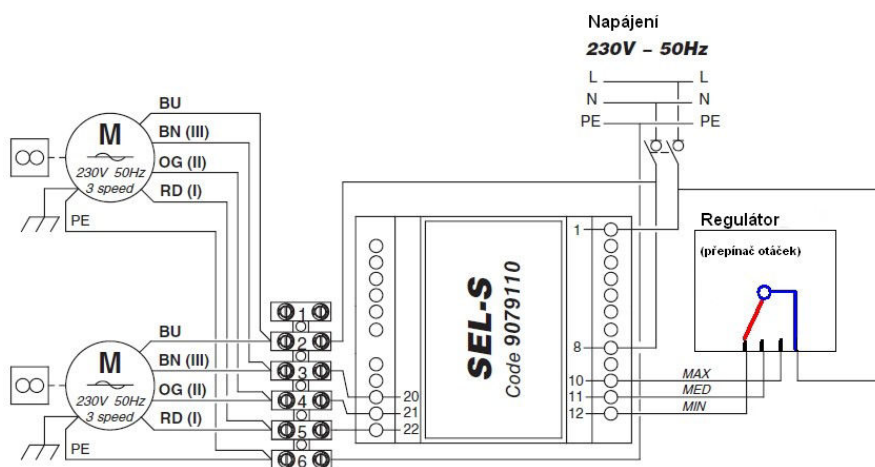 Napájení
230V – 50Hz
L L
N N
PE PE
BU
BN (III)
OG (II)
RD (I)
PE
M
230V 50Hz
3 speed
BU
BN (III)
OG (II)
RD (I)
PE
M
230V 50Hz
3 speed
1
2
3
4
5
6
20
21
22
SEL-S
Code 9079110
1
8
10
11
12
MAX
MED
MIN
Regulátor
(přepínač otáček)